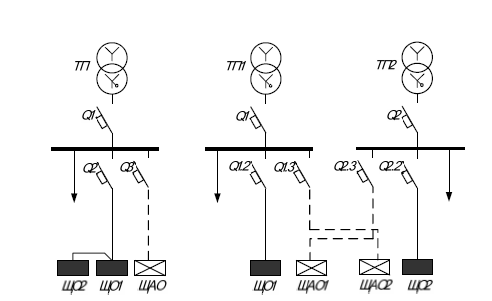 ТП
ТП1
ТП2
Q1
Q1
Q2
Q2
Q3
Q1.2
Q1.3
Q2.3
Q2.2
ЩО2
ЩО1
ЩАО
ЩО1
ЩАО1
ЩАО2
ЩО2